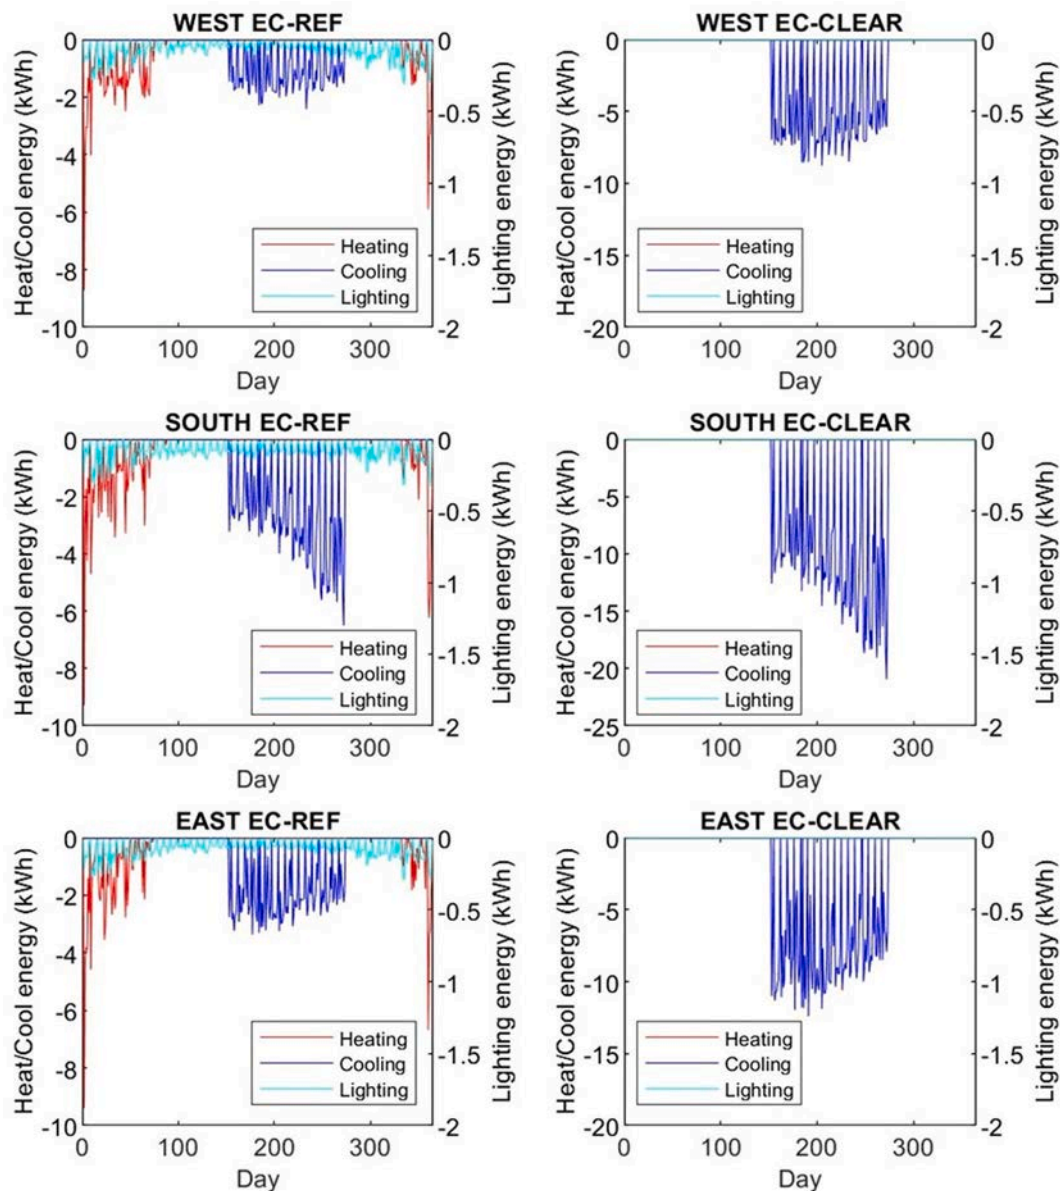 WEST EC-REF
0
-2
-4
-6
-8
-10
Heat/Cool energy (kWh)
0
-0.5
-1
-1.5
-2
Lighting energy (kWh)
Heating
Cooling
Lighting
0 100 200 300
Day
WEST EC-CLEAR
0
-5
-10
-15
-20
Heat/Cool energy (kWh)
0
-0.5
-1
-1.5
-2
Lighting energy (kWh)
Heating
Cooling
Lighting
0 100 200 300
Day
SOUTH EC-REF
0
-2
-4
-6
-8
-10
Heat/Cool energy (kWh)
0
-0.5
-1
-1.5
-2
Lighting energy (kWh)
Heating
Cooling
Lighting
0 100 200 300
Day
SOUTH EC-CLEAR
0
-5
-10
-15
-20
-25
Heat/Cool energy (kWh)
0
-0.5
-1
-1.5
-2
Lighting energy (kWh)
Heating
Cooling
Lighting
0 100 200 300
Day
EAST EC-REF
0
-2
-4
-6
-8
-10
Heat/Cool energy (kWh)
0
-0.5
-1
-1.5
-2
Lighting energy (kWh)
Heating
Cooling
Lighting
0 100 200 300
Day
EAST EC-CLEAR
0
-5
-10
-15
-20
Heat/Cool energy (kWh)
0
-0.5
-1
-1.5
-2
Lighting energy (kWh)
Heating
Cooling
Lighting
0 100 200 300
Day